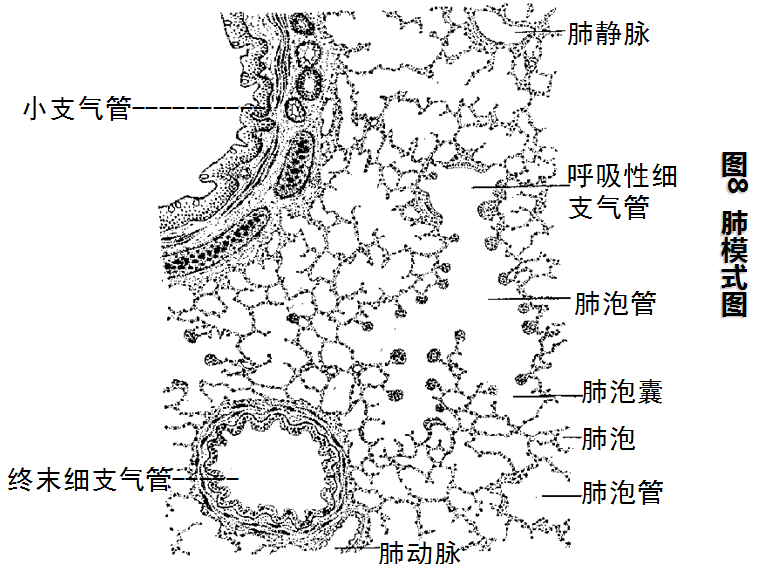 肺静脉
小支气管
呼吸性细
支气管
图8 肺模式图
肺泡管
肺泡囊
肺泡
终末细支气管
肺泡管
肺动脉